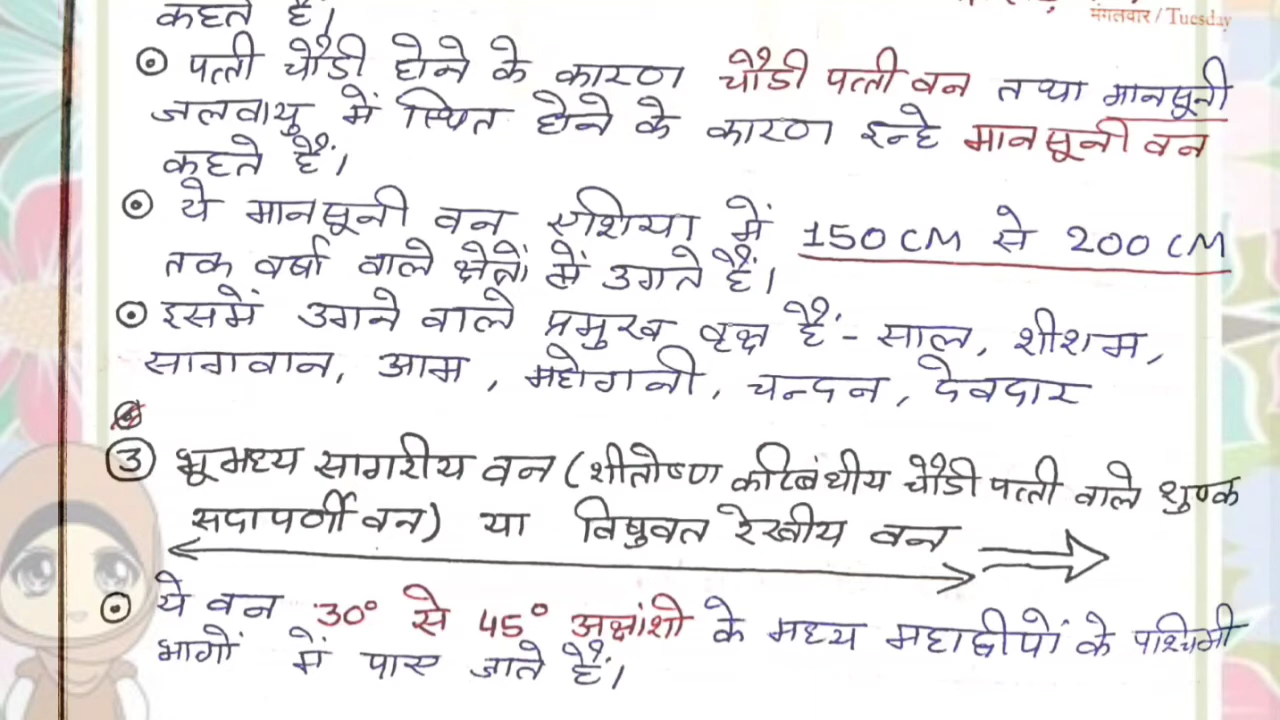 मंगलवार / Tuesday
कहते हैं।
⊙ पत्ती चौडी होने के कारण चौडी पत्ती वन तथा मानसूनी
जलवायु में स्थित होने के कारण इन्हे मानसूनी वन
कहते हैं।
⊙ ये मानसूनी वन एशिया में 150 CM से 200 CM
तक वर्षा वाले क्षेत्रों में उगते हैं।
⊙ इसमें उगने वाले प्रमुख वृक्ष हैं - साल, शीशम,
सागवान, आम, महोगनी, चन्दन, देवदार
③ भूमध्य सागरीय वन (शीतोष्ण कटिबंधीय चौडी पत्ती वाले शुष्क
सदापर्णी वन) या विषुवत रेखीय वन
⊙ ये वन 30° से 45° अक्षांशो के मध्य महाद्वीपों के पश्चिमी
भागों में पाए जाते हैं।